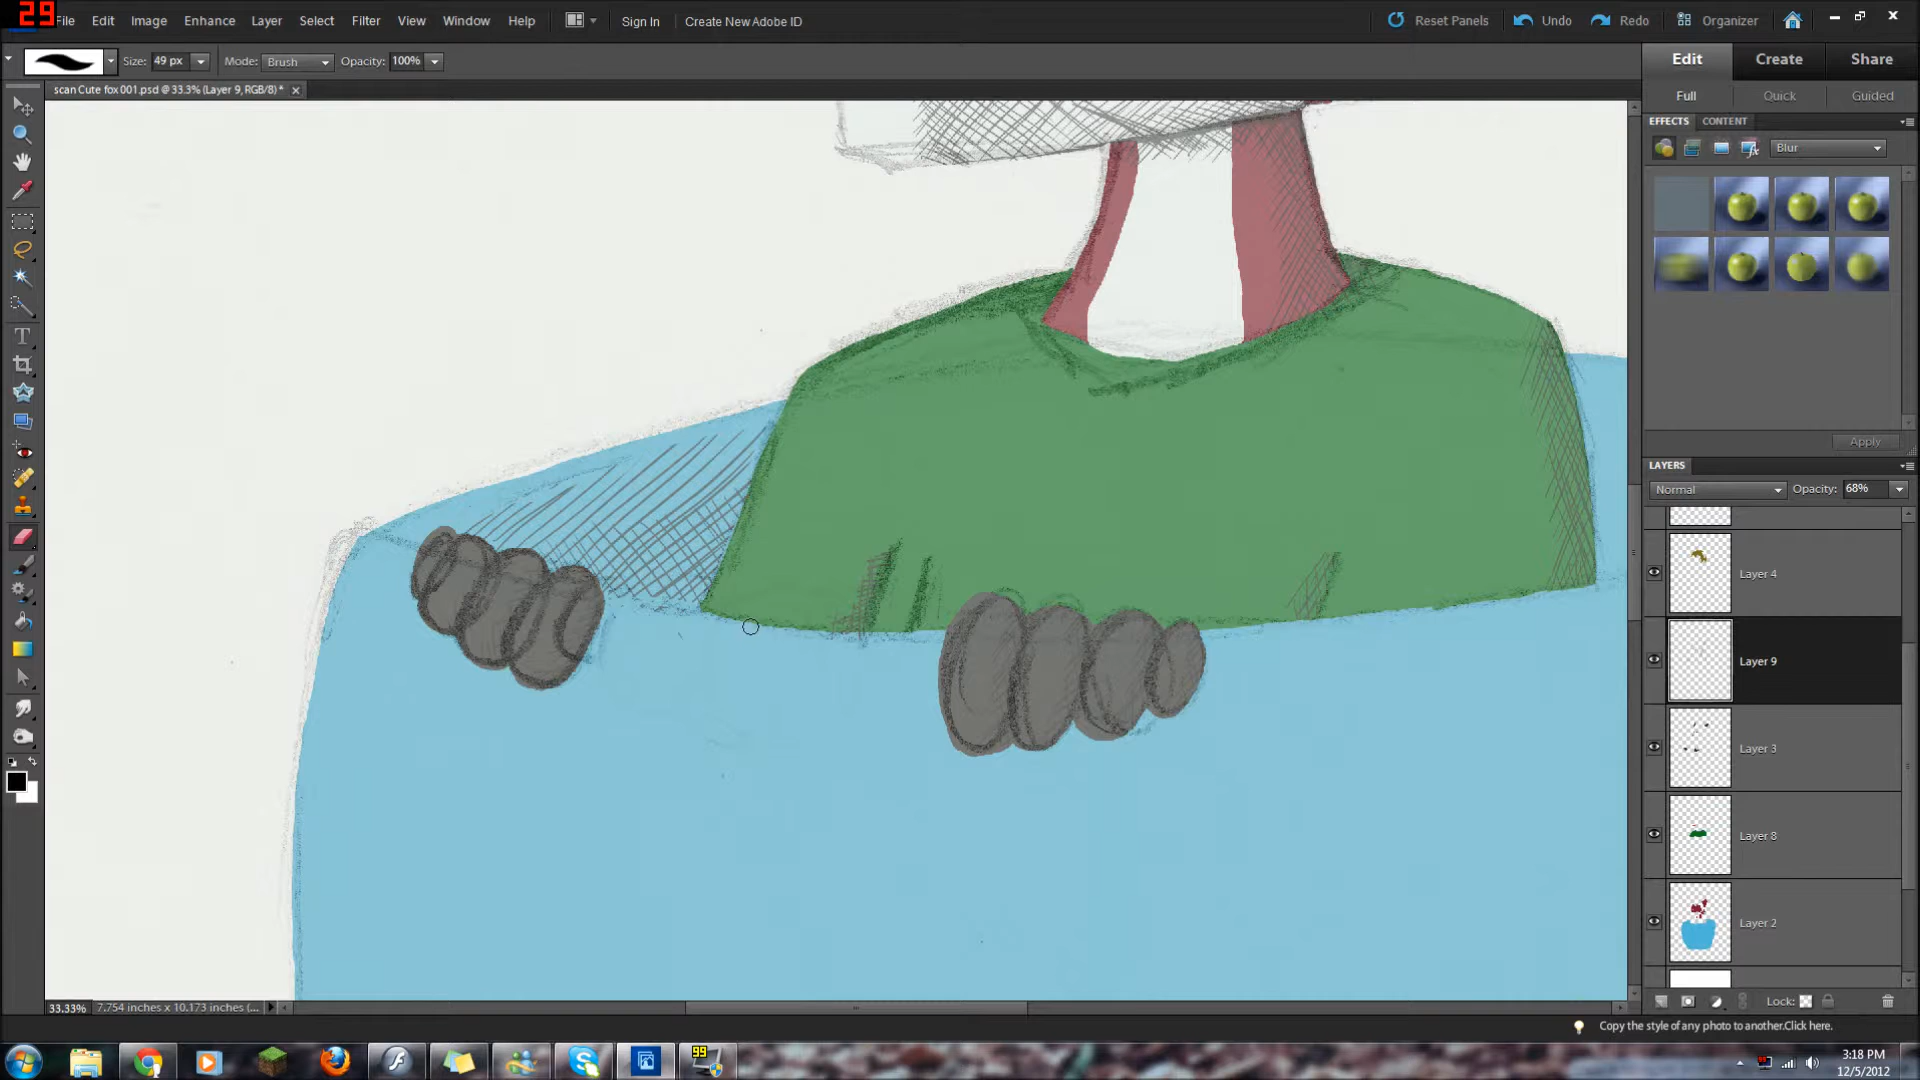 29
File Edit Image Enhance Layer Select Filter View Window Help Sign In Create New Adobe ID Reset Panels Undo Redo Organizer
Size: 49 px Mode: Brush Opacity: 100%
Edit Create Share
scan Cute fox 001.psd @ 33.3% (Layer 9, RGB/8) *
Full Quick Guided
EFFECTS CONTENT
Blur
Apply
LAYERS
Normal Opacity: 68%
Layer 4
Layer 9
Layer 3
Layer 8
Layer 2
Lock:
33.33% 7.754 inches x 10.173 inches (...
Copy the style of any photo to another.Click here.
99
3:18 PM
12/5/2012